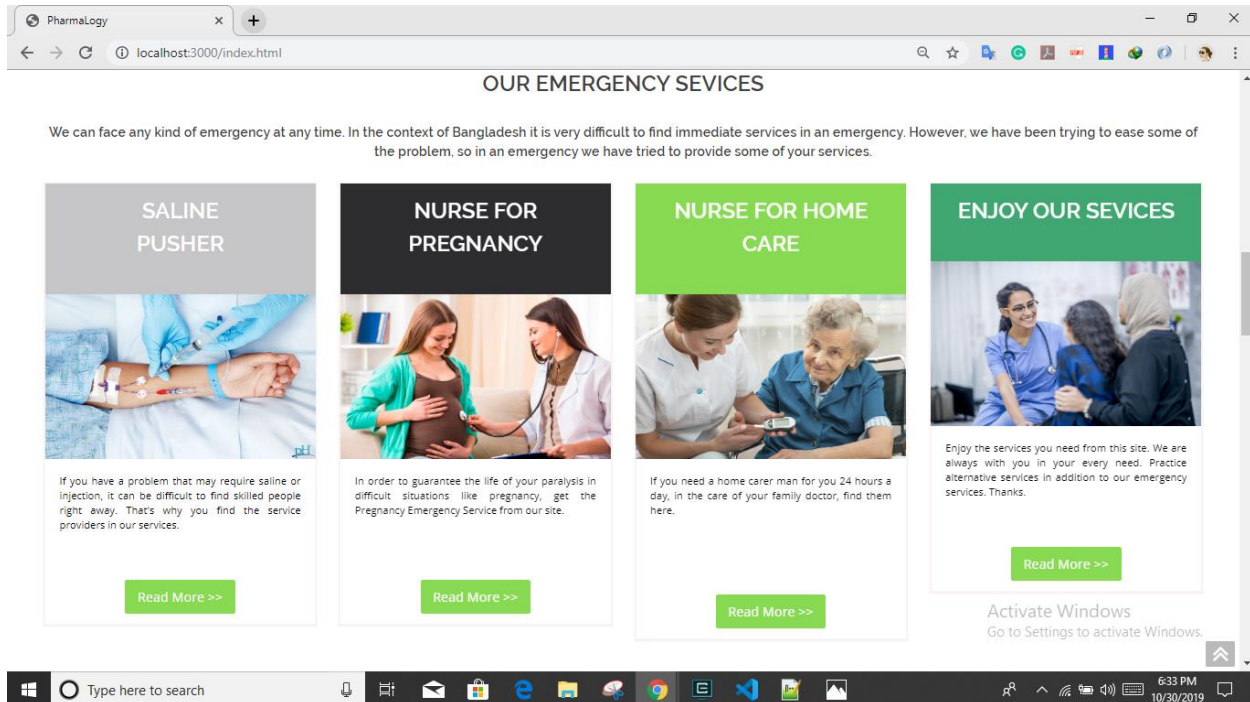 PharmaLogy
localhost:3000/index.html
OUR EMERGENCY SEVICES
We can face any kind of emergency at any time. In the context of Bangladesh it is very difficult to find immediate services in an emergency. However, we have been trying to ease some of
the problem, so in an emergency we have tried to provide some of your services.
SALINE
PUSHER
If you have a problem that may require saline or
injection, it can be difficult to find skilled people
right away. That's why you find the service
providers in our services.
Read More >>
NURSE FOR
PREGNANCY
In order to guarantee the life of your paralysis in
difficult situations like pregnancy, get the
Pregnancy Emergency Service from our site.
Read More >>
NURSE FOR HOME
CARE
If you need a home carer man for you 24 hours a
day, in the care of your family doctor, find them
here.
Read More >>
ENJOY OUR SEVICES
Enjoy the services you need from this site. We are
always with you in your every need. Practice
alternative services in addition to our emergency
services. Thanks.
Read More >>
Activate Windows
Go to Settings to activate Windows.
Type here to search
6:33 PM
10/30/2019